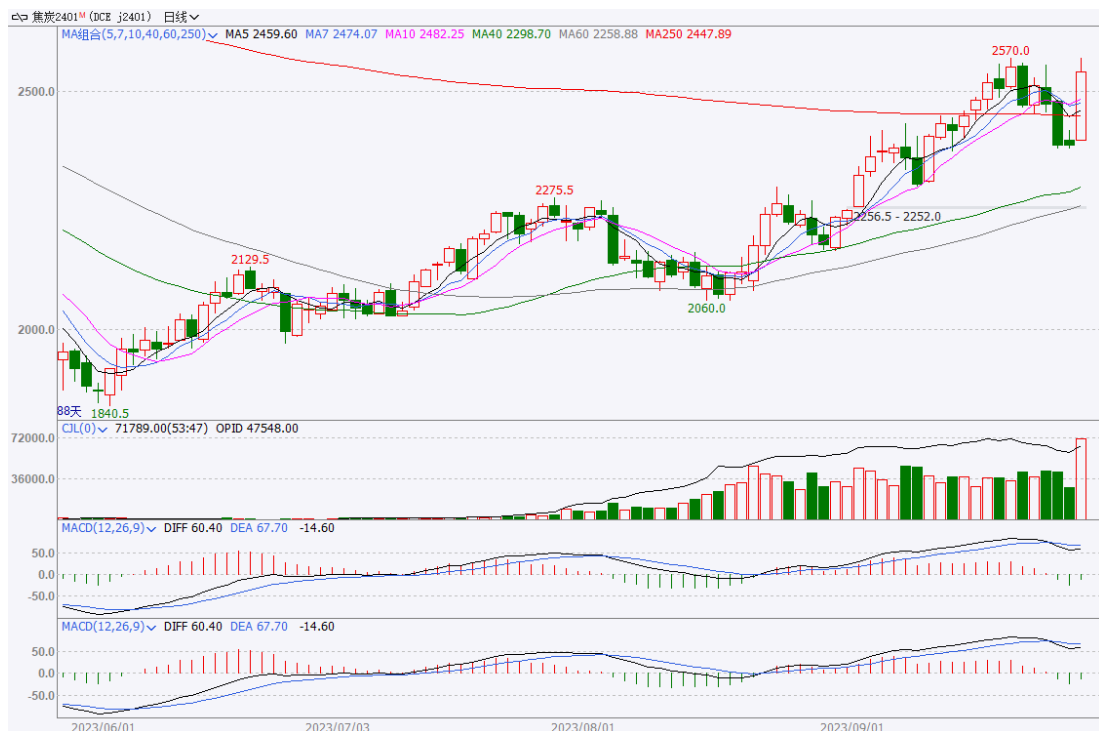 焦炭2401M (DCE j2401) 日线
MA组合(5,7,10,40,60,250) MA5 2459.60 MA7 2474.07 MA10 2482.25 MA40 2298.70 MA60 2258.88 MA250 2447.89
2570.0
2500.0
2275.5
2256.5 - 2252.0
2129.5
2060.0
2000.0
88天 1840.5
CJL(0) 71789.00(53:47) OPID 47548.00
72000.0
36000.0
MACD(12,26,9) DIFF 60.40 DEA 67.70 -14.60
50.0
0.0
-50.0
MACD(12,26,9) DIFF 60.40 DEA 67.70 -14.60
50.0
0.0
-50.0
2023/06/01 2023/07/03 2023/08/01 2023/09/01